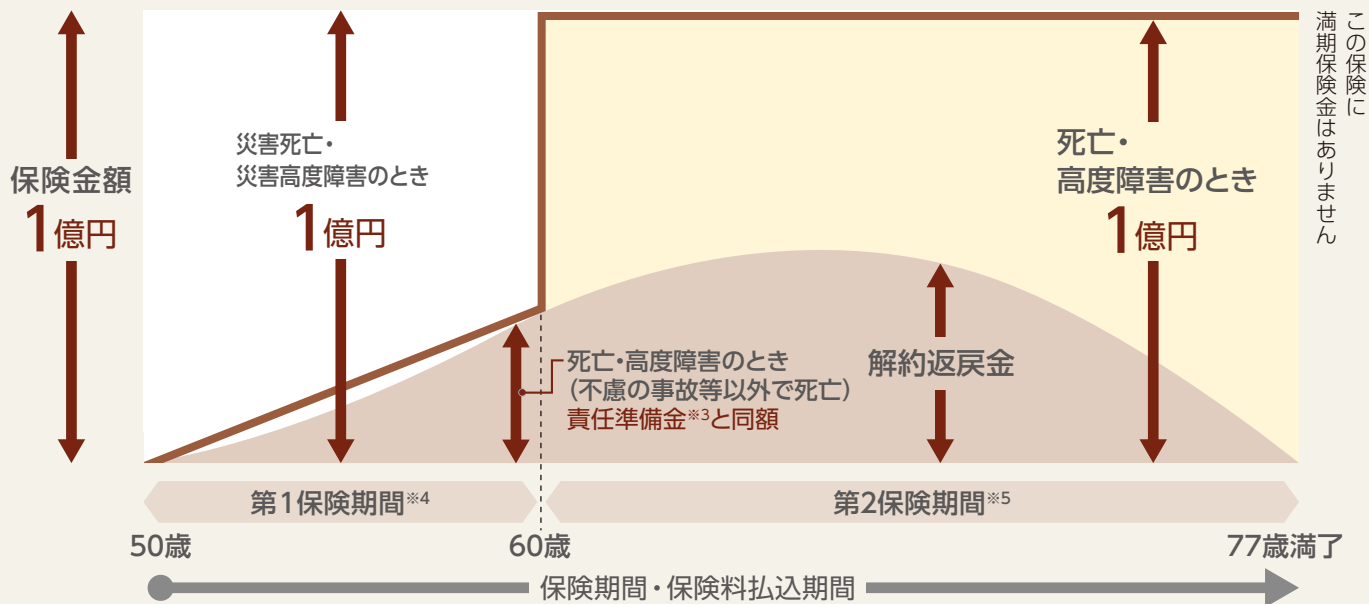 保険金額
1億円
災害死亡・
災害高度障害のとき
1億円
死亡・高度障害のとき
（不慮の事故等以外で死亡）
責任準備金※3と同額
解約返戻金
死亡・
高度障害のとき
1億円
この保険に
満期保険金はありません
第1保険期間※4
第2保険期間※5
50歳
60歳
77歳満了
保険期間・保険料払込期間